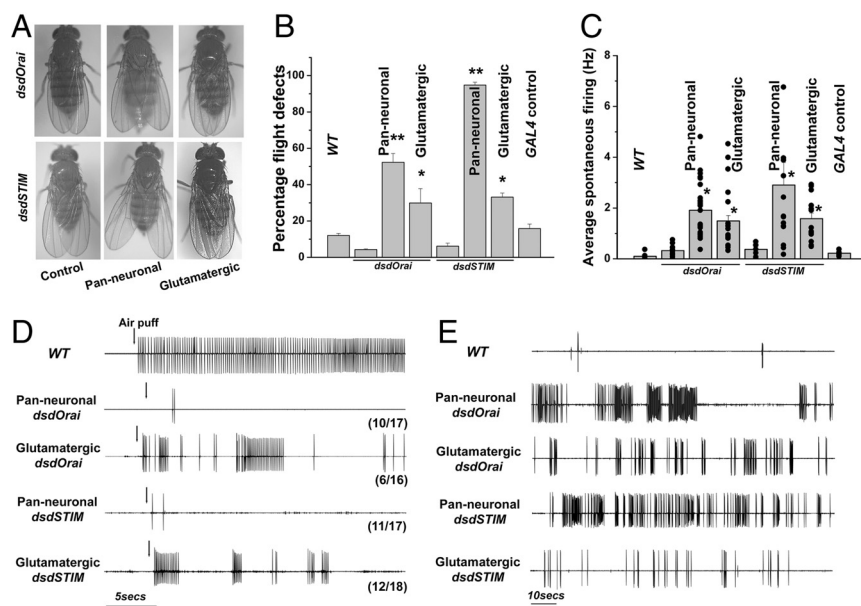 A
dsdOrai
dsdSTIM
Control
Pan-neuronal
Glutamatergic
B
Percentage flight defects
100
80
60
40
20
0
WT
Pan-neuronal
**
Glutamatergic
*
**
Pan-neuronal
Glutamatergic
*
GAL4 control
dsdOrai
dsdSTIM
C
Average spontaneous firing (Hz)
8
6
4
2
0
WT
Pan-neuronal
*
Glutamatergic
*
Pan-neuronal
*
Glutamatergic
*
GAL4 control
dsdOrai
dsdSTIM
D
Air puff
WT
Pan-neuronal
dsdOrai
(10/17)
Glutamatergic
dsdOrai
(6/16)
Pan-neuronal
dsdSTIM
(11/17)
Glutamatergic
dsdSTIM
(12/18)
5secs
E
WT
Pan-neuronal
dsdOrai
Glutamatergic
dsdOrai
Pan-neuronal
dsdSTIM
Glutamatergic
dsdSTIM
10secs